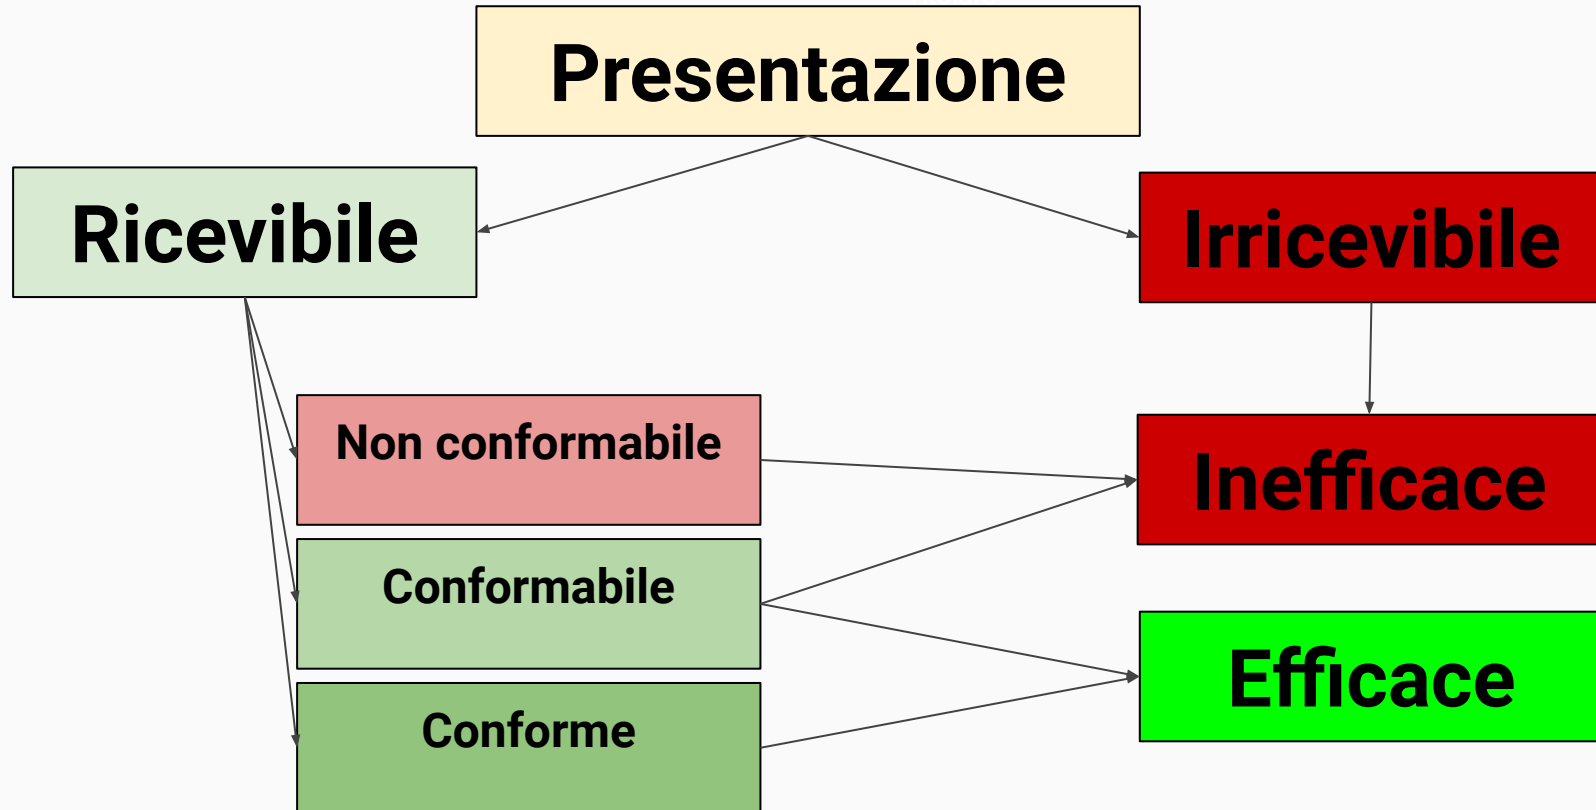 Presentazione
Ricevibile
Irricevibile
Non conformabile
Inefficace
Conformabile
Efficace
Conforme